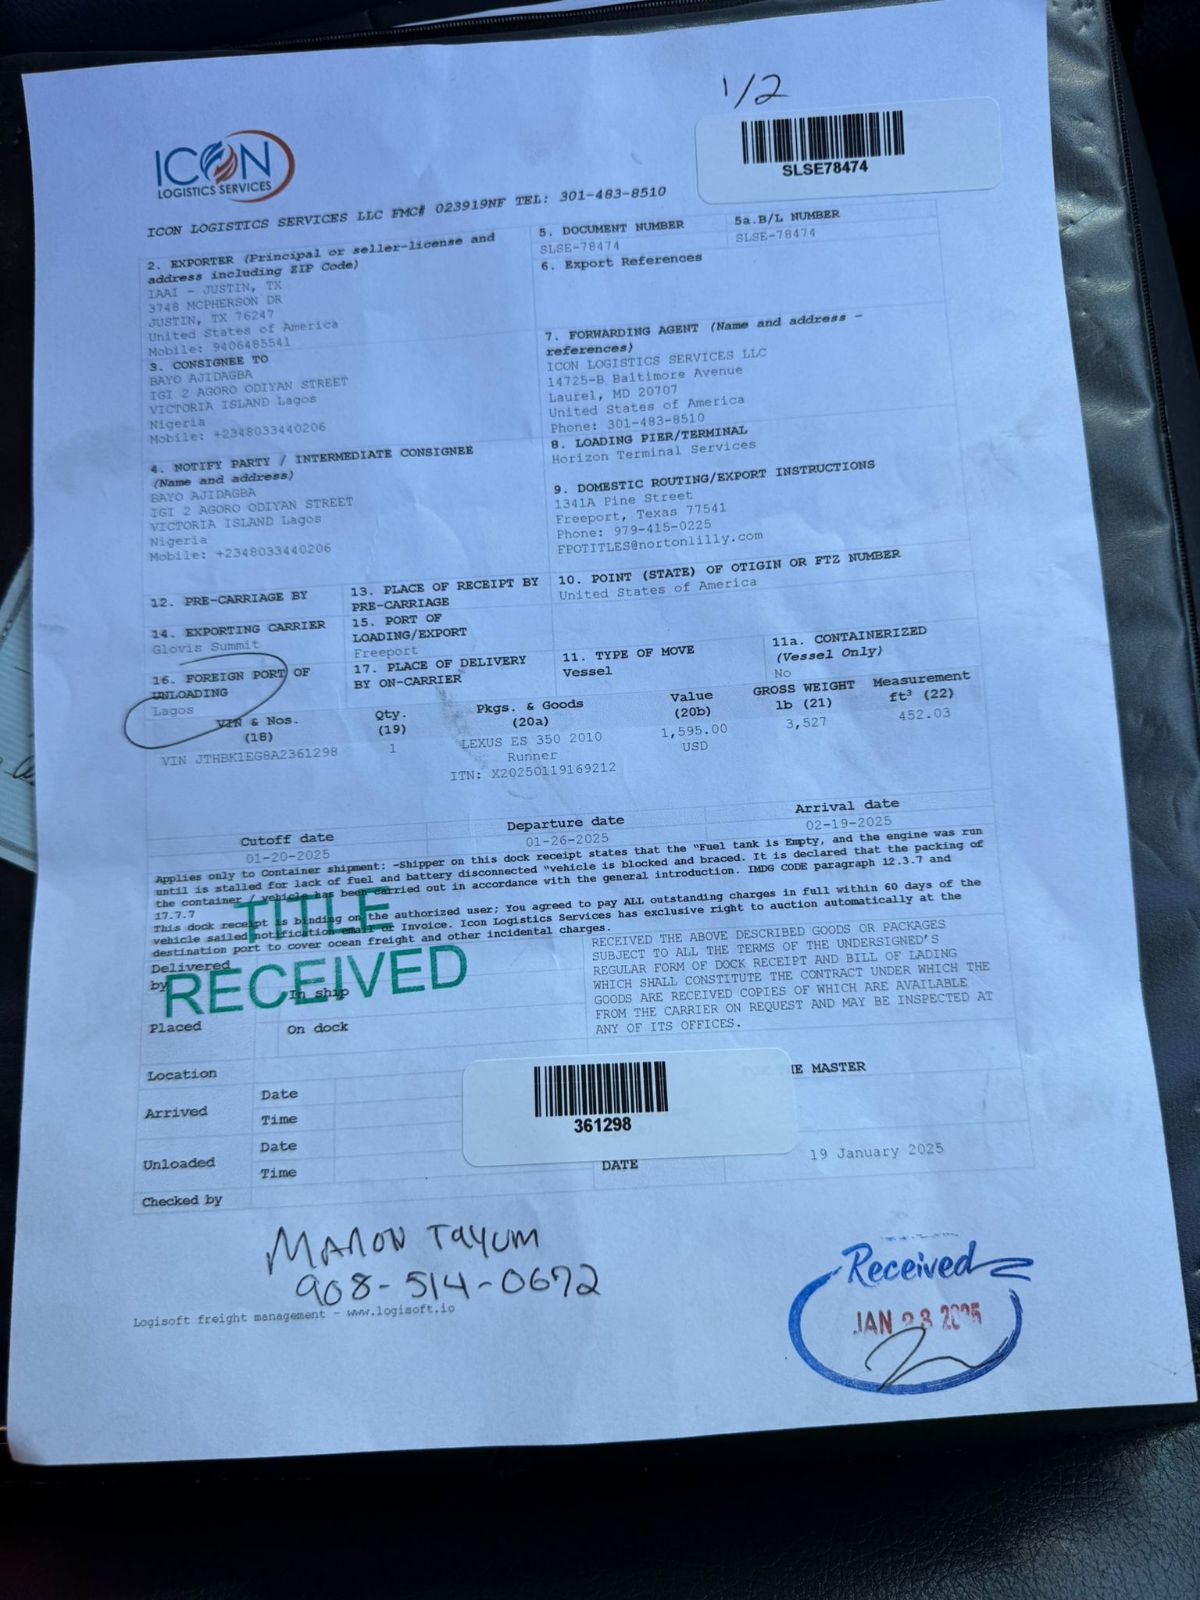 1/2
SLSE78474
ICON
LOGISTICS SERVICES
ICON LOGISTICS SERVICES LLC FMC# 023919NF TEL: 301-483-8510
2. EXPORTER (Principal or seller-license and
address including ZIP Code)
IAAI - JUSTIN, TX
3748 MCPHERSON DR
JUSTIN, TX 76247
United States of America
Mobile: 9406485541
3. CONSIGNEE TO
BAYO AJIDAGBA
IGI 2 AGORO ODIYAN STREET
VICTORIA ISLAND Lagos
Nigeria
Mobile: +2348033440206
4. NOTIFY PARTY / INTERMEDIATE CONSIGNEE
(Name and address)
BAYO AJIDAGBA
IGI 2 AGORO ODIYAN STREET
VICTORIA ISLAND Lagos
Nigeria
Mobile: +2348033440206
5. DOCUMENT NUMBER
SLSE-78474
5a.B/L NUMBER
SLSE-78474
6. Export References
7. FORWARDING AGENT (Name and address -
references)
ICON LOGISTICS SERVICES LLC
14725-B Baltimore Avenue
Laurel, MD 20707
United States of America
Phone: 301-483-8510
8. LOADING PIER/TERMINAL
Horizon Terminal Services
9. DOMESTIC ROUTING/EXPORT INSTRUCTIONS
1341A Pine Street
Freeport, Texas 77541
Phone: 979-415-0225
FPOTITLES@nortonlilly.com
10. POINT (STATE) OF OTIGIN OR FTZ NUMBER
United States of America
12. PRE-CARRIAGE BY
13. PLACE OF RECEIPT BY
PRE-CARRIAGE
14. EXPORTING CARRIER
Glovis Summit
15. PORT OF
LOADING/EXPORT
Freeport
16. FOREIGN PORT OF
UNLOADING
Lagos
17. PLACE OF DELIVERY
BY ON-CARRIER
11. TYPE OF MOVE
Vessel
11a. CONTAINERIZED
(Vessel Only)
No
VIN & Nos.
(18)
Qty.
(19)
Pkgs. & Goods
(20a)
Value
(20b)
GROSS WEIGHT
lb (21)
Measurement
ft³ (22)
VIN JTHBK1EG8A2361298
1
LEXUS ES 350 2010
Runner
ITN: X20250119169212
1,595.00
USD
3,527
452.03
Cutoff date
01-20-2025
Departure date
01-26-2025
Arrival date
02-19-2025
Applies only to Container shipment: -Shipper on this dock receipt states that the "Fuel tank is Empty, and the engine was run
until is stalled for lack of fuel and battery disconnected "vehicle is blocked and braced. It is declared that the packing of
the container / vehicle has been carried out in accordance with the general introduction. IMDG CODE paragraph 12.3.7 and
17.7.7
This dock receipt is binding on the authorized user; You agreed to pay ALL outstanding charges in full within 60 days of the
vehicle sailed notification email or Invoice. Icon Logistics Services has exclusive right to auction automatically at the
destination port to cover ocean freight and other incidental charges.
TITLE
RECEIVED
Delivered
by
In ship
Placed
On dock
RECEIVED THE ABOVE DESCRIBED GOODS OR PACKAGES
SUBJECT TO ALL THE TERMS OF THE UNDERSIGNED'S
REGULAR FORM OF DOCK RECEIPT AND BILL OF LADING
WHICH SHALL CONSTITUTE THE CONTRACT UNDER WHICH THE
GOODS ARE RECEIVED COPIES OF WHICH ARE AVAILABLE
FROM THE CARRIER ON REQUEST AND MAY BE INSPECTED AT
ANY OF ITS OFFICES.
Location
Arrived
Date
Time
Unloaded
Date
Time
Checked by
MASTER
361298
DATE
19 January 2025
908-514-0672
Logisoft freight management - www.logisoft.io
Received
JAN 23 2025